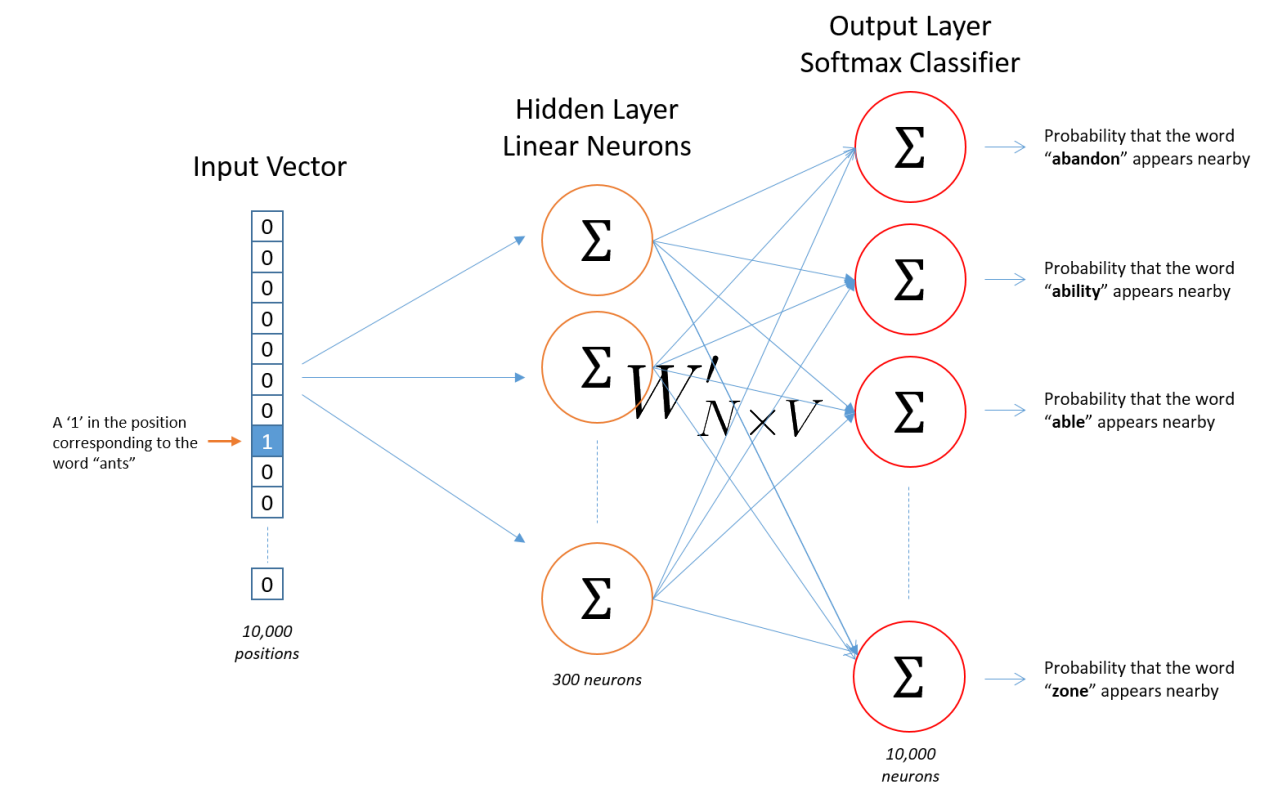 Output Layer
Softmax Classifier
Hidden Layer
Linear Neurons
Input Vector
0
0
0
0
0
0
0
1
0
0
0
A ‘1’ in the position
corresponding to the
word “ants”
10,000
positions
Σ
Σ
Σ
300 neurons
W′N×V
Σ
Σ
Σ
Σ
10,000
neurons
Probability that the word
“abandon” appears nearby
Probability that the word
“ability” appears nearby
Probability that the word
“able” appears nearby
Probability that the word
“zone” appears nearby